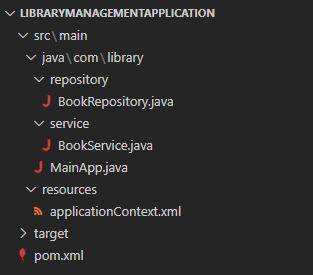 LIBRARYMANAGEMENTAPPLICATION
src\main
java\com\library
repository
J BookRepository.java
service
J BookService.java
J MainApp.java
resources
applicationContext.xml
target
pom.xml